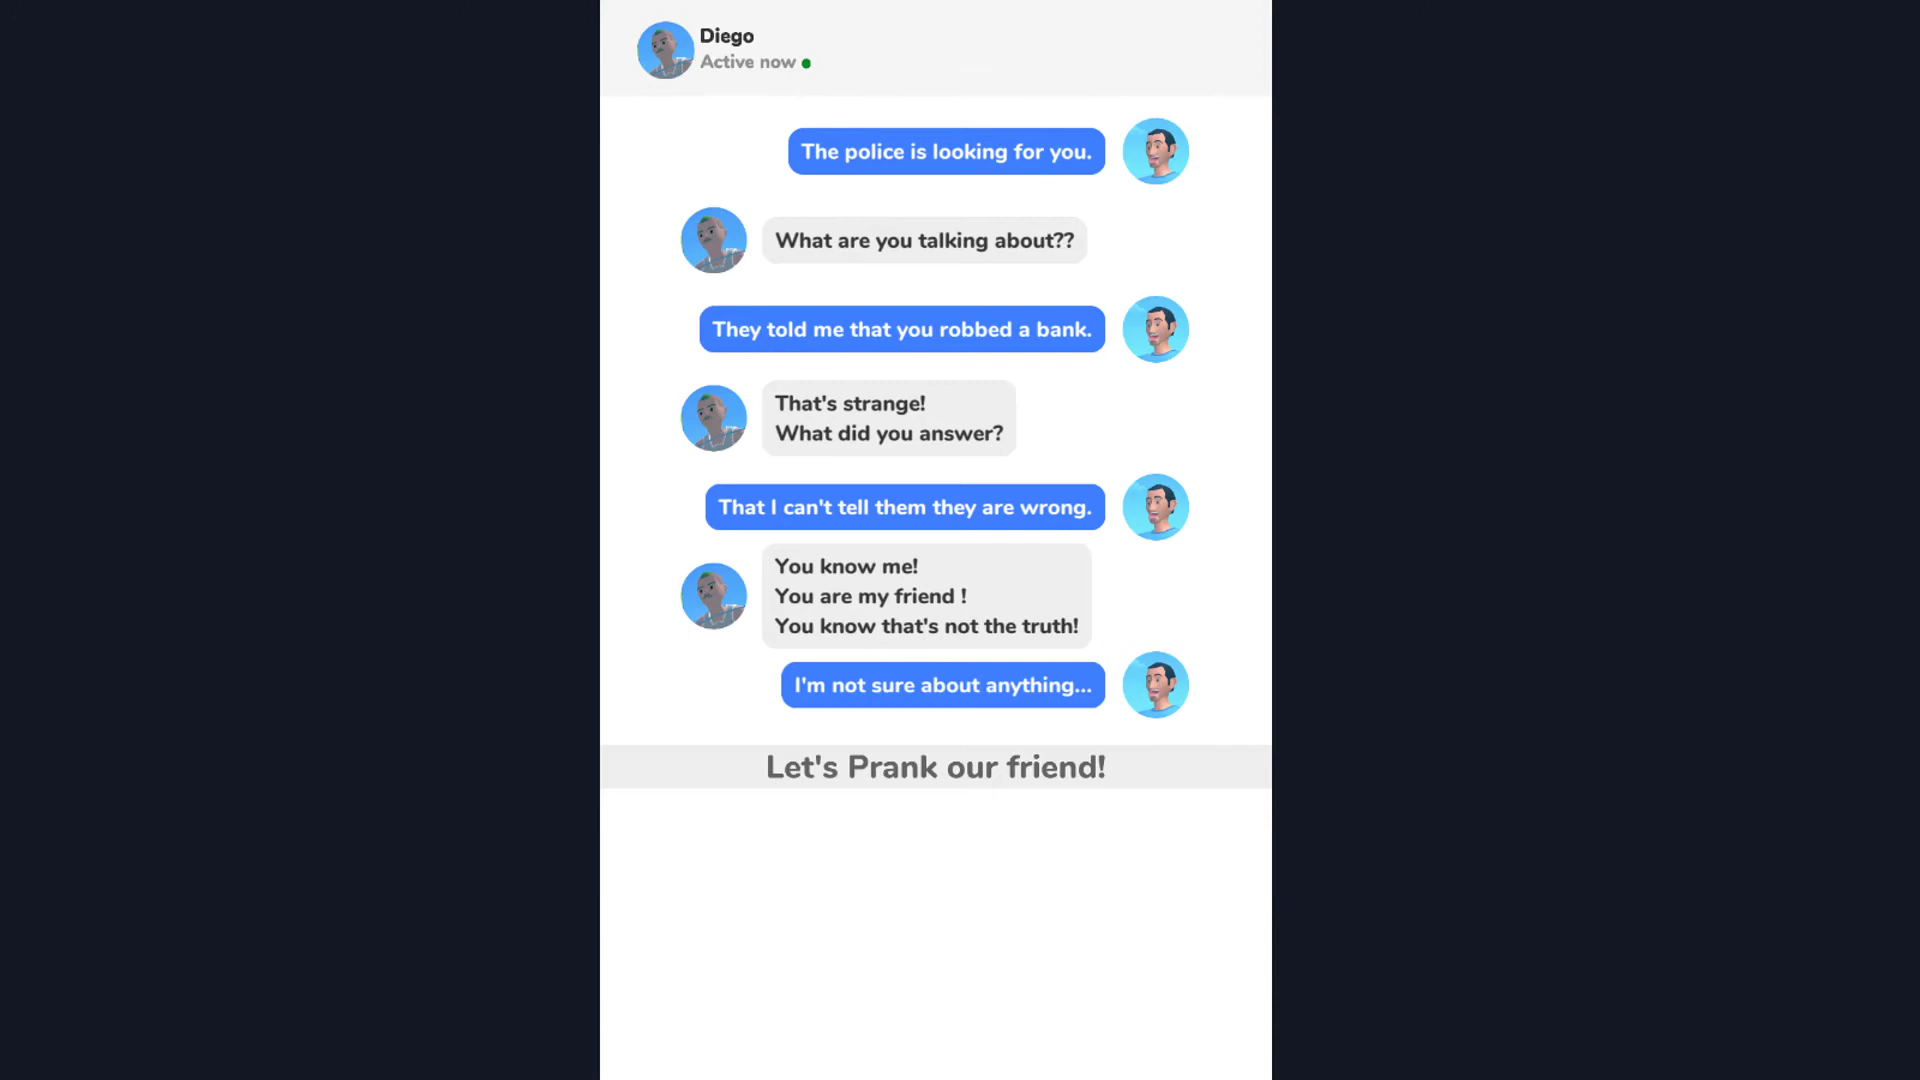 Diego
Active now
The police is looking for you.
What are you talking about??
They told me that you robbed a bank.
That's strange!
What did you answer?
That I can't tell them they are wrong.
You know me!
You are my friend !
You know that's not the truth!
I'm not sure about anything...
Let's Prank our friend!